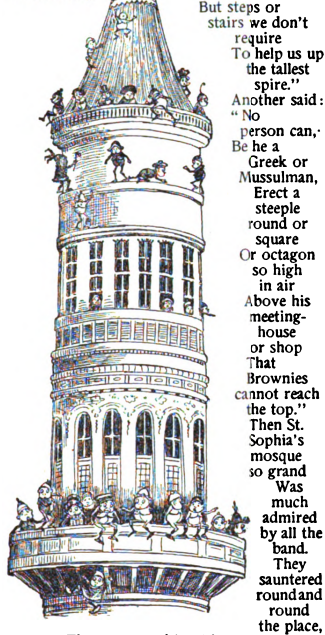 But steps or
stairs we don't
require
To help us up
the tallest
spire."
Another said:
"No
person can,
Be he a
Greek or
Mussulman,
Erect a
steeple
round or
square
Or octagon
so high
in air
Above his
meeting-
house
or shop
That
Brownies
cannot reach
the top."
Then St.
Sophia's
mosque
so grand
Was
much
admired
by all the
band.
They
sauntered
round and
round
the place,